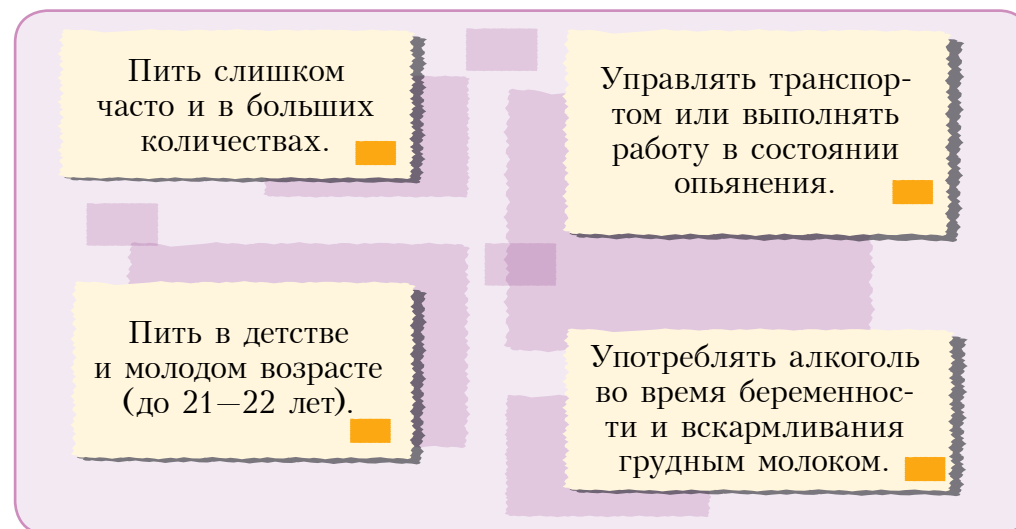 Пить слишком
часто и в больших
количествах.
Управлять транспор-
том или выполнять
работу в состоянии
опьянения.
Пить в детстве
и молодом возрасте
(до 21—22 лет).
Употреблять алкоголь
во время беременнос-
ти и вскармливания
грудным молоком.